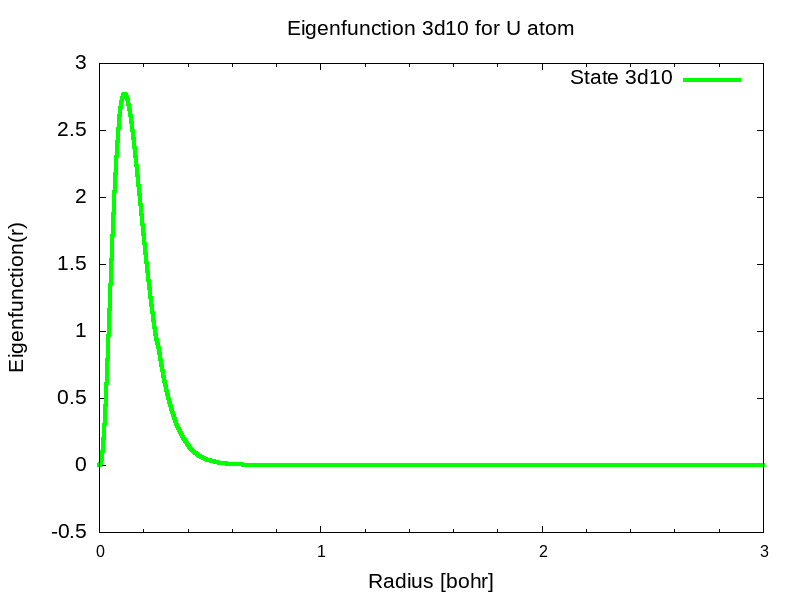 Eigenfunction 3d10 for U atom
State 3d10
3
2.5
2
1.5
1
0.5
0
-0.5
Eigenfunction(r)
0 1 2 3
Radius [bohr]